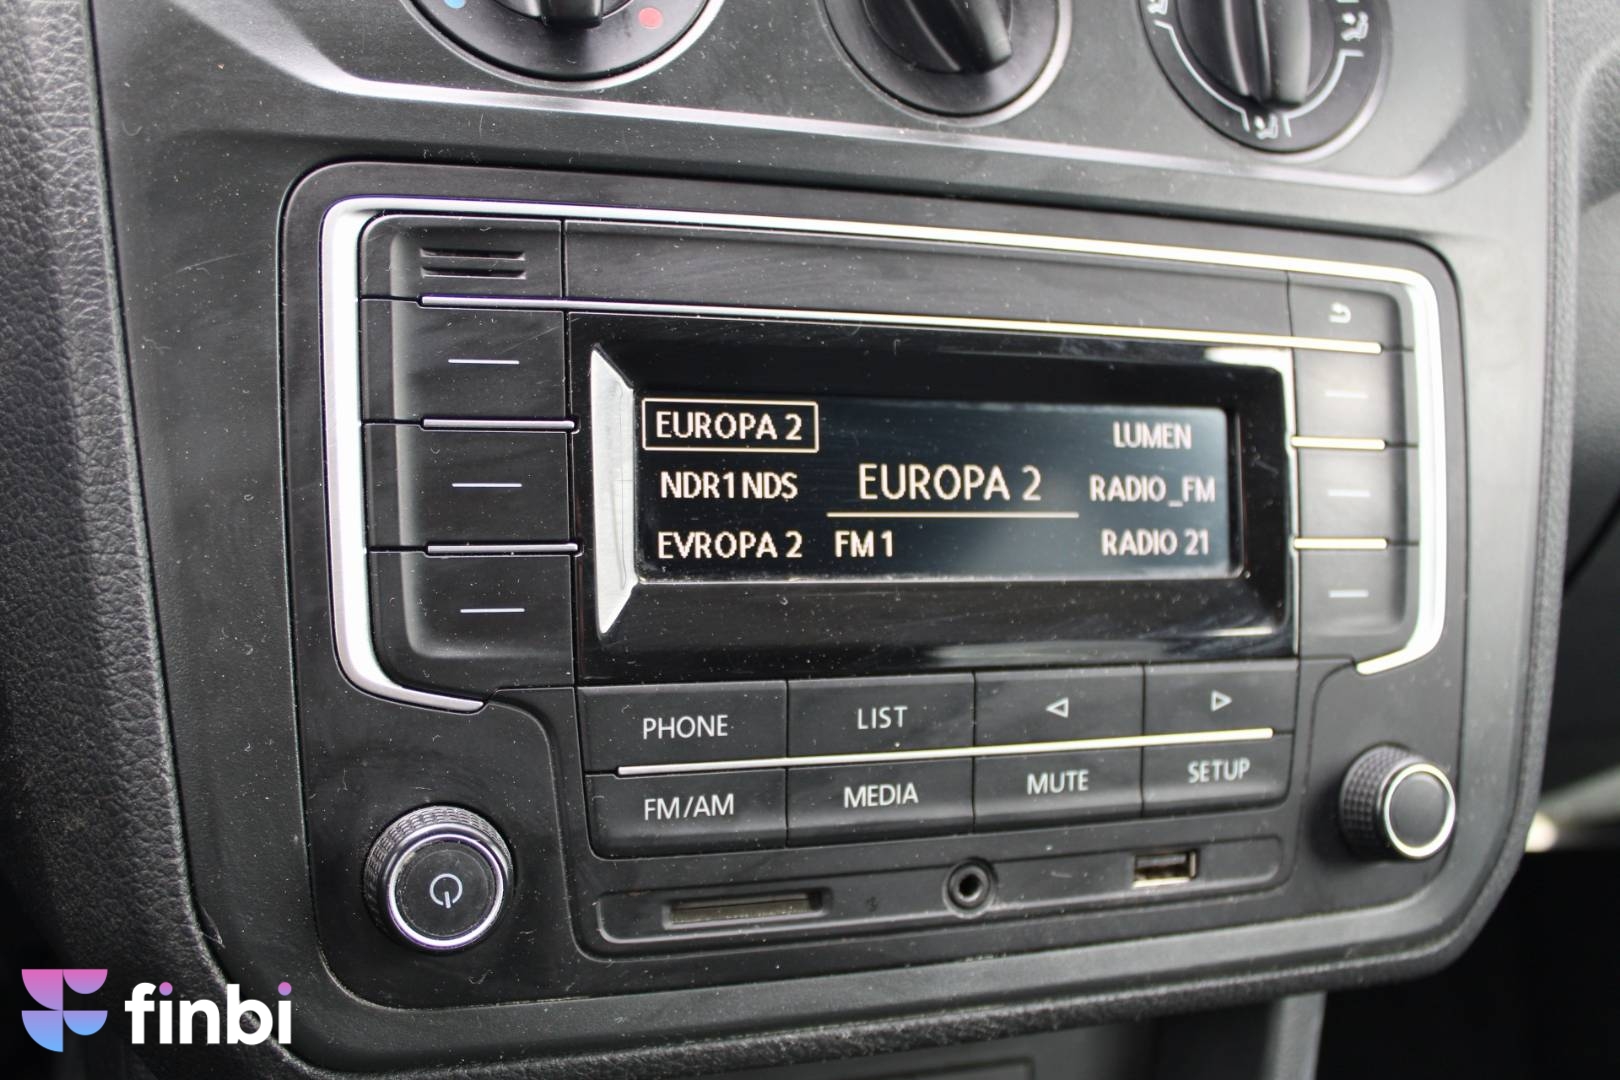 EUROPA 2
LUMEN
NDR1NDS
EUROPA 2
RADIO_FM
EVROPA 2
FM1
RADIO 21
PHONE
LIST
FM/AM
MEDIA
MUTE
SETUP
finbi